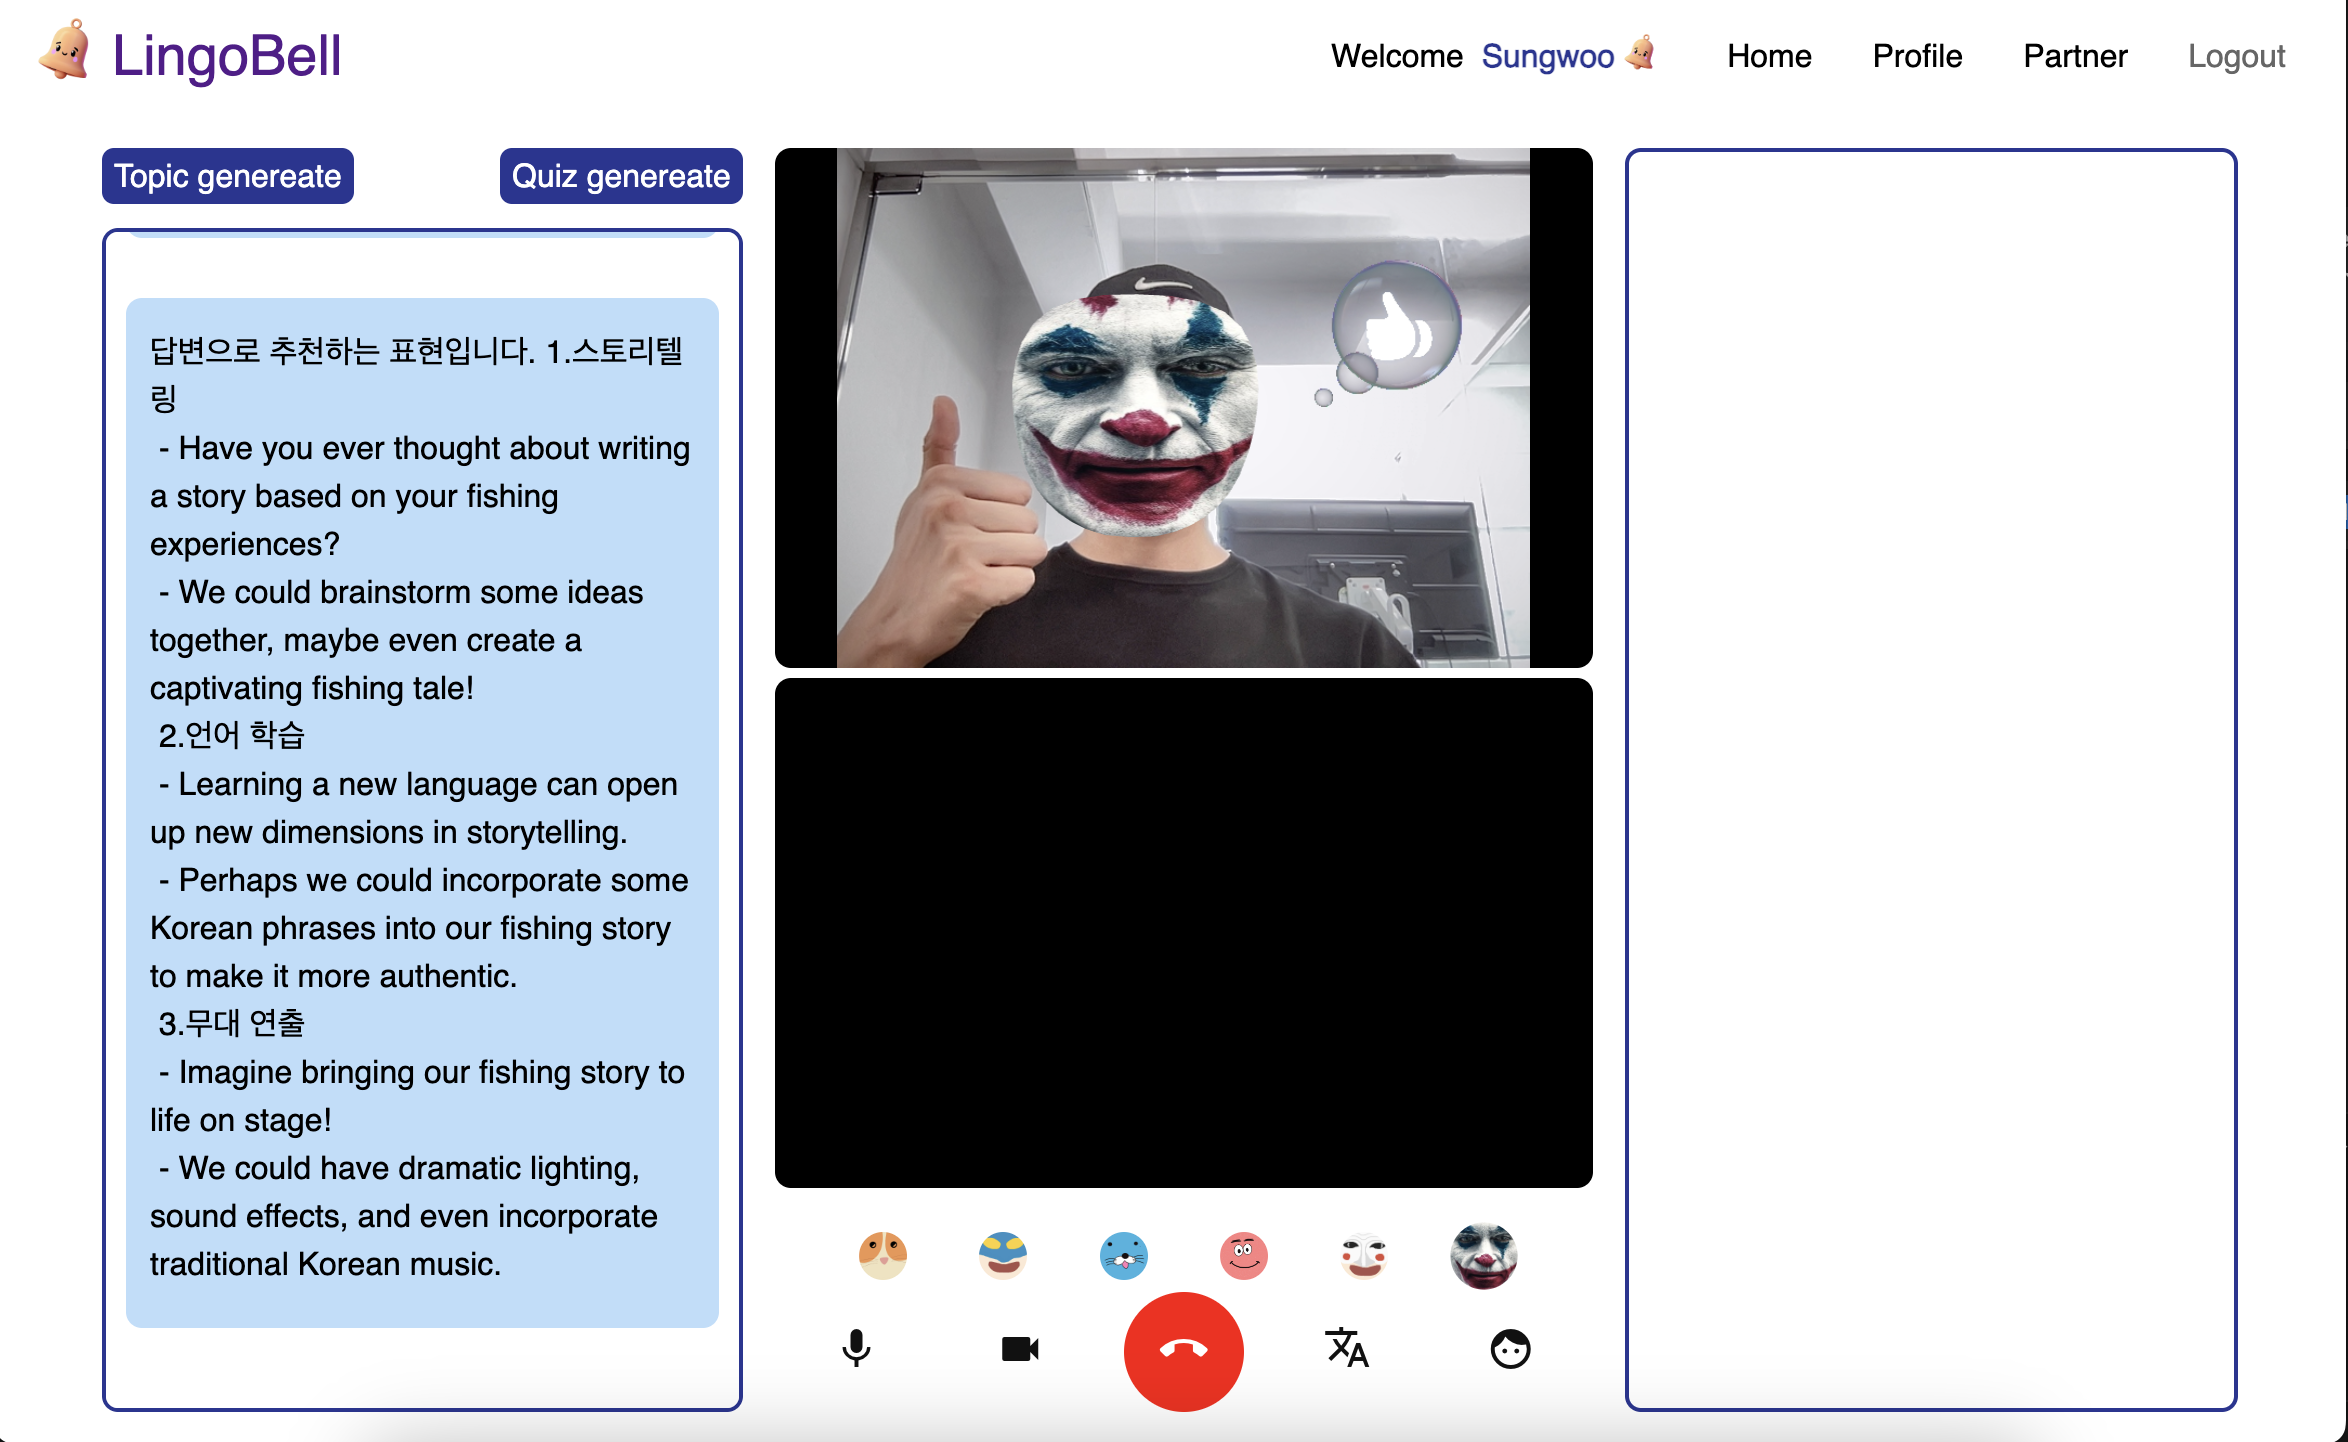 LingoBell
Welcome Sungwoo
Home
Profile
Partner
Logout
Topic genereate
Quiz genereate
답변으로 추천하는 표현입니다. 1.스토리텔
링
- Have you ever thought about writing
a story based on your fishing
experiences?
- We could brainstorm some ideas
together, maybe even create a
captivating fishing tale!
2.언어 학습
- Learning a new language can open
up new dimensions in storytelling.
- Perhaps we could incorporate some
Korean phrases into our fishing story
to make it more authentic.
3.무대 연출
- Imagine bringing our fishing story to
life on stage!
- We could have dramatic lighting,
sound effects, and even incorporate
traditional Korean music.